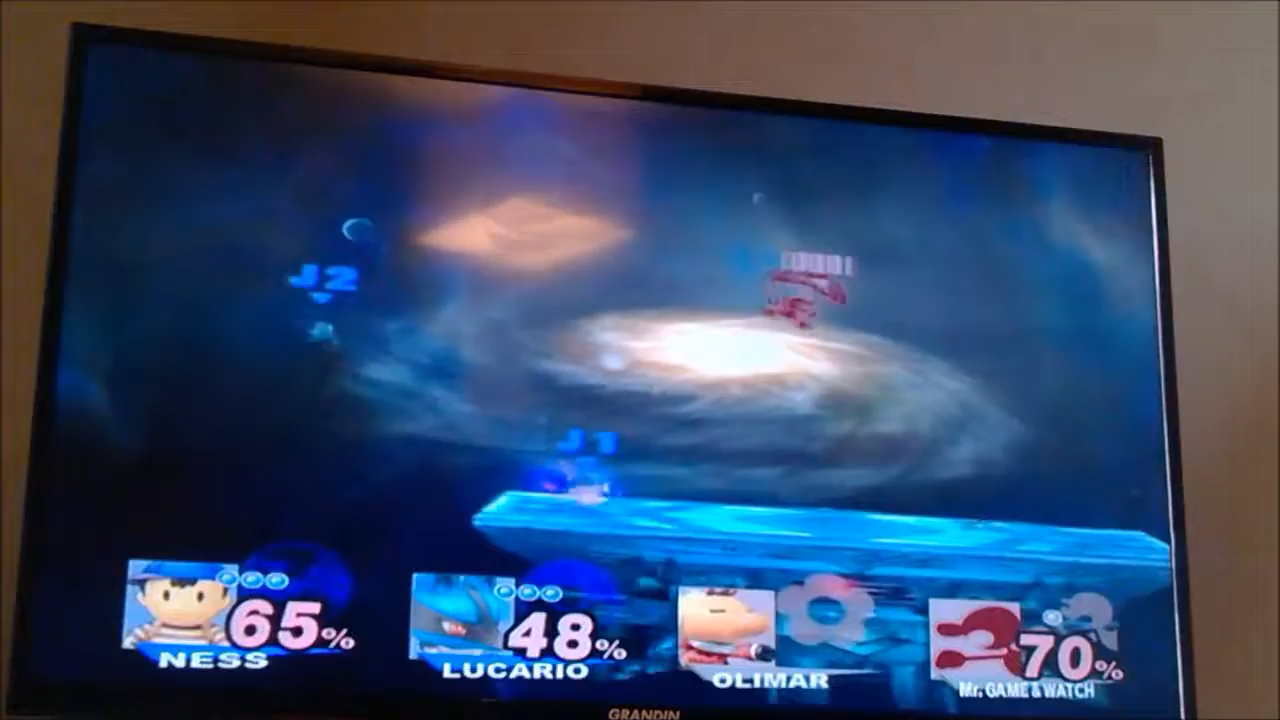 J2
J1
65%
NESS
48%
LUCARIO
OLIMAR
70%
Mr. GAME & WATCH
GRANDIN